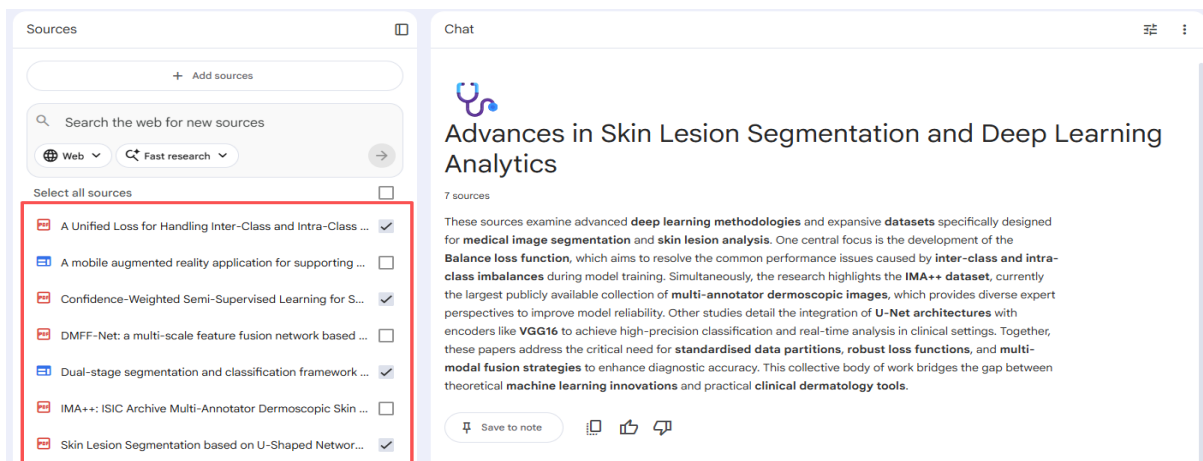 Sources
+ Add sources
Search the web for new sources
Web
Fast research
Select all sources
PDF A Unified Loss for Handling Inter-Class and Intra-Class ...
A mobile augmented reality application for supporting ...
PDF Confidence-Weighted Semi-Supervised Learning for S...
PDF DMFF-Net: a multi-scale feature fusion network based ...
Dual-stage segmentation and classification framework ...
PDF IMA++: ISIC Archive Multi-Annotator Dermoscopic Skin ...
PDF Skin Lesion Segmentation based on U-Shaped Networ...
Chat
Advances in Skin Lesion Segmentation and Deep Learning
Analytics
7 sources
These sources examine advanced deep learning methodologies and expansive datasets specifically designed
for medical image segmentation and skin lesion analysis. One central focus is the development of the
Balance loss function, which aims to resolve the common performance issues caused by inter-class and intra-
class imbalances during model training. Simultaneously, the research highlights the IMA++ dataset, currently
the largest publicly available collection of multi-annotator dermoscopic images, which provides diverse expert
perspectives to improve model reliability. Other studies detail the integration of U-Net architectures with
encoders like VGG16 to achieve high-precision classification and real-time analysis in clinical settings. Together,
these papers address the critical need for standardised data partitions, robust loss functions, and multi-
modal fusion strategies to enhance diagnostic accuracy. This collective body of work bridges the gap between
theoretical machine learning innovations and practical clinical dermatology tools.
Save to note